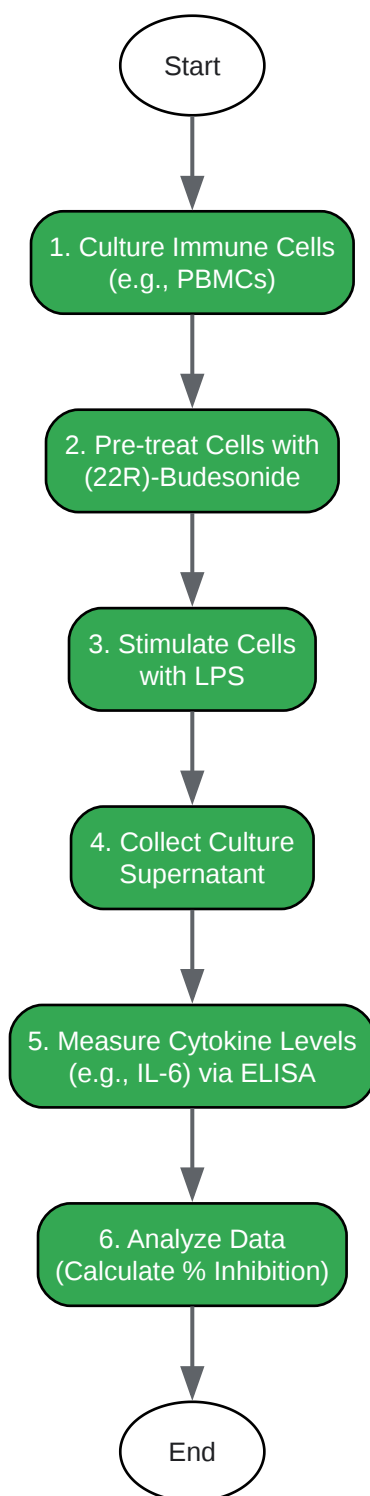 Start
1. Culture Immune Cells
(e.g., PBMCs)
2. Pre-treat Cells with
(22R)-Budesonide
3. Stimulate Cells
with LPS
4. Collect Culture
Supernatant
5. Measure Cytokine Levels
(e.g., IL-6) via ELISA
6. Analyze Data
(Calculate % Inhibition)
End